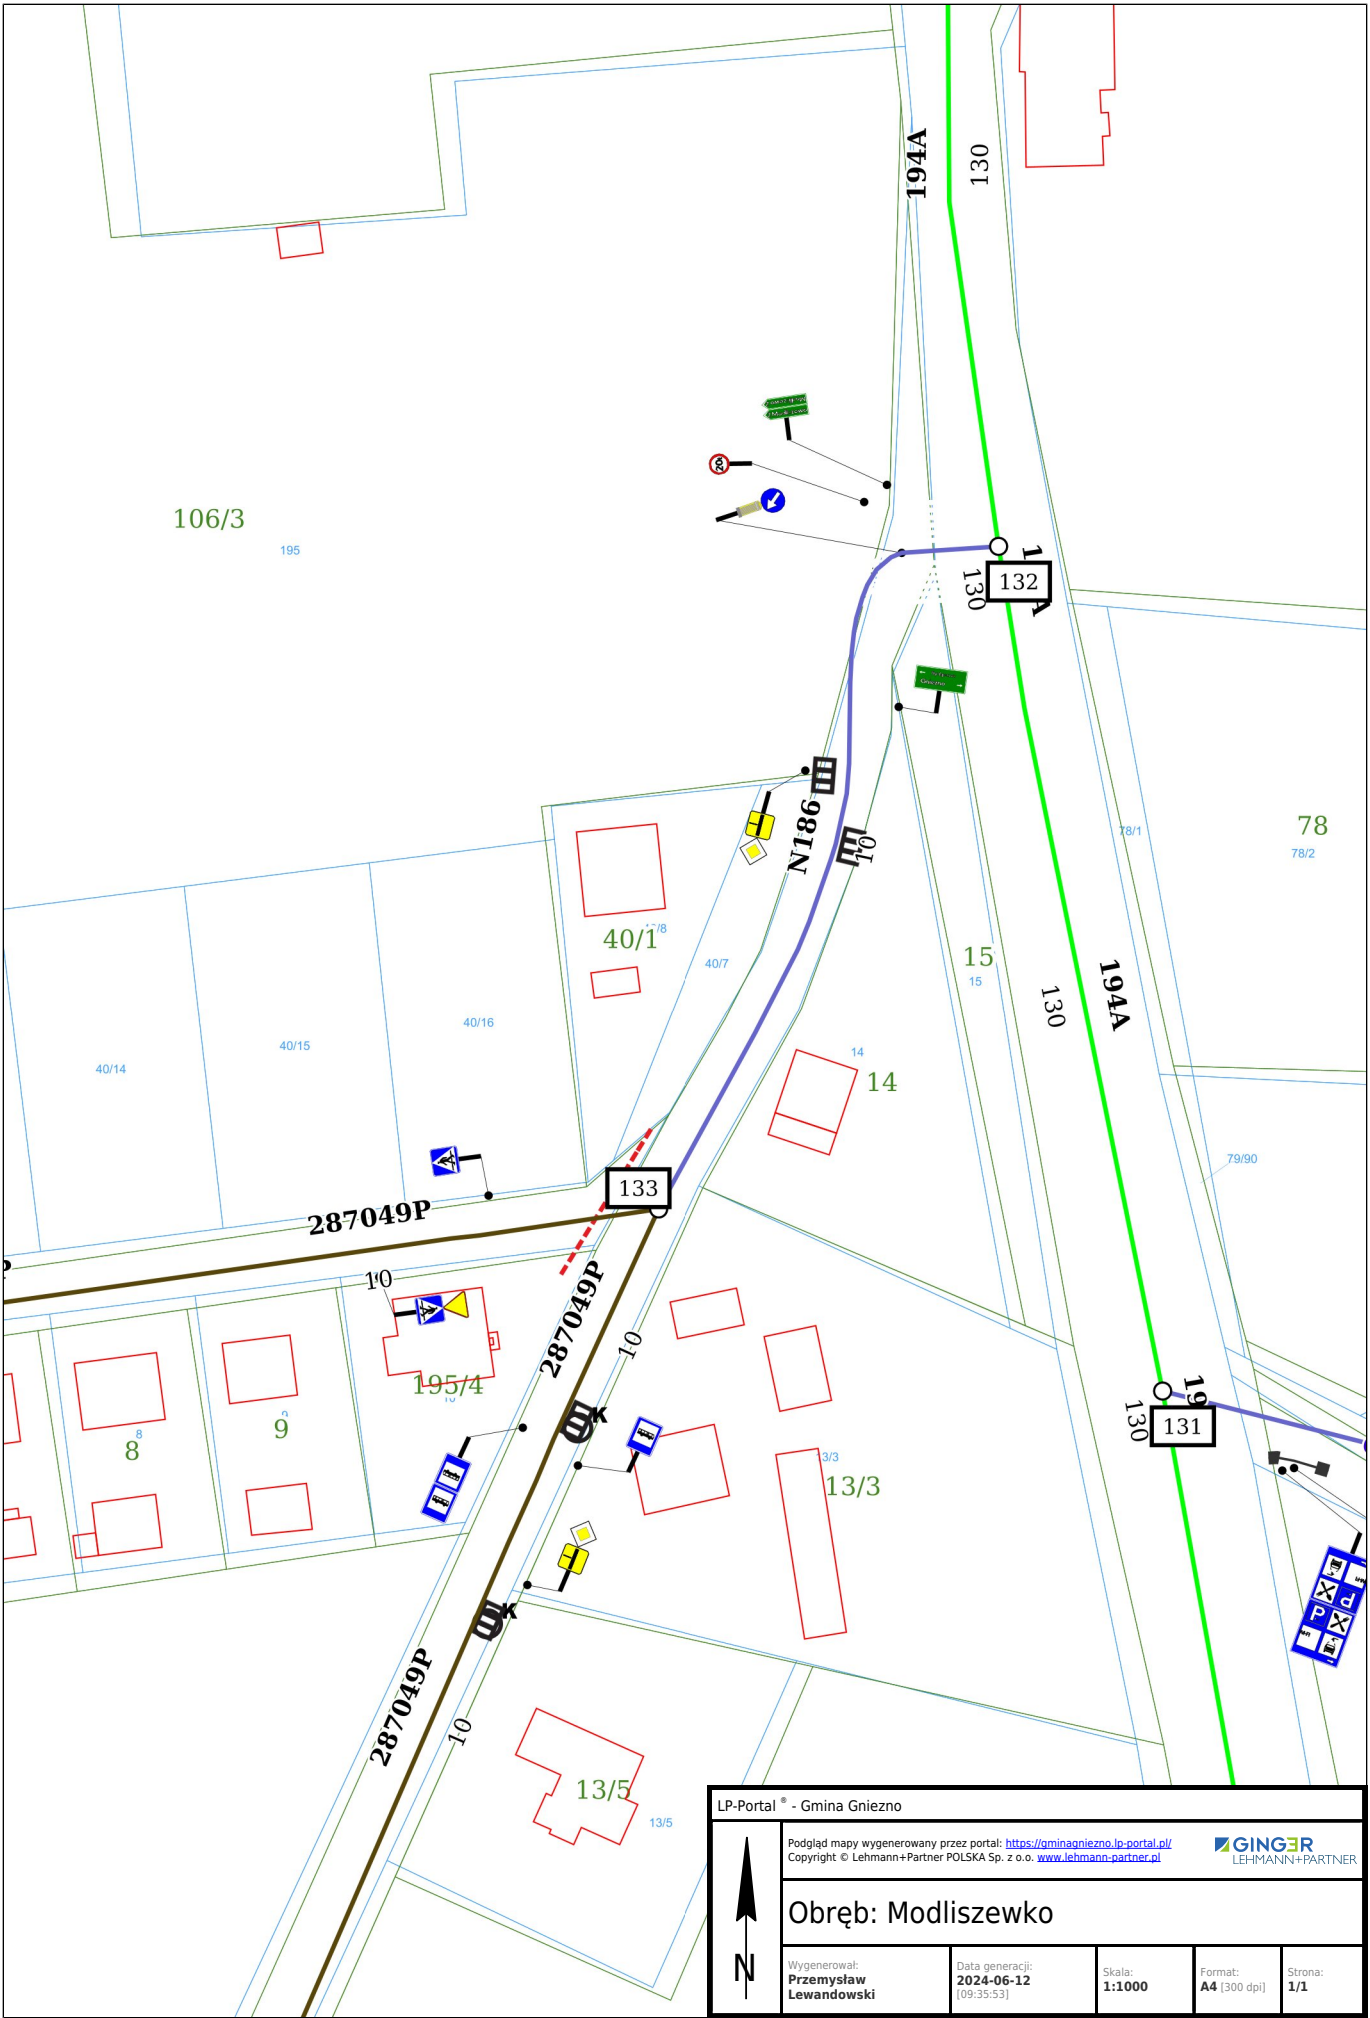 194A
130
20
106/3
195
132
130
N186
10
78/1
78
78/2
40/1
40/7
15
15
194A
130
40/16
40/15
40/14
14
14
79/90
133
287049P
P
10
287049P
10
195/4
9
8
8
K
13/3
13/3
130
131
P
K
287049P
10
13/5
13/5
LP-Portal ® - Gmina Gniezno
Podgląd mapy wygenerowany przez portal: https://gminagniezno.lp-portal.pl/
Copyright © Lehmann+Partner POLSKA Sp. z o.o. www.lehmann-partner.pl
GINGER
LEHMANN+PARTNER
Obręb: Modliszewko
N
Wygenerował:
Przemysław
Lewandowski
Data generacji:
2024-06-12
[09:35:53]
Skala:
1:1000
Format:
A4 [300 dpi]
Strona:
1/1